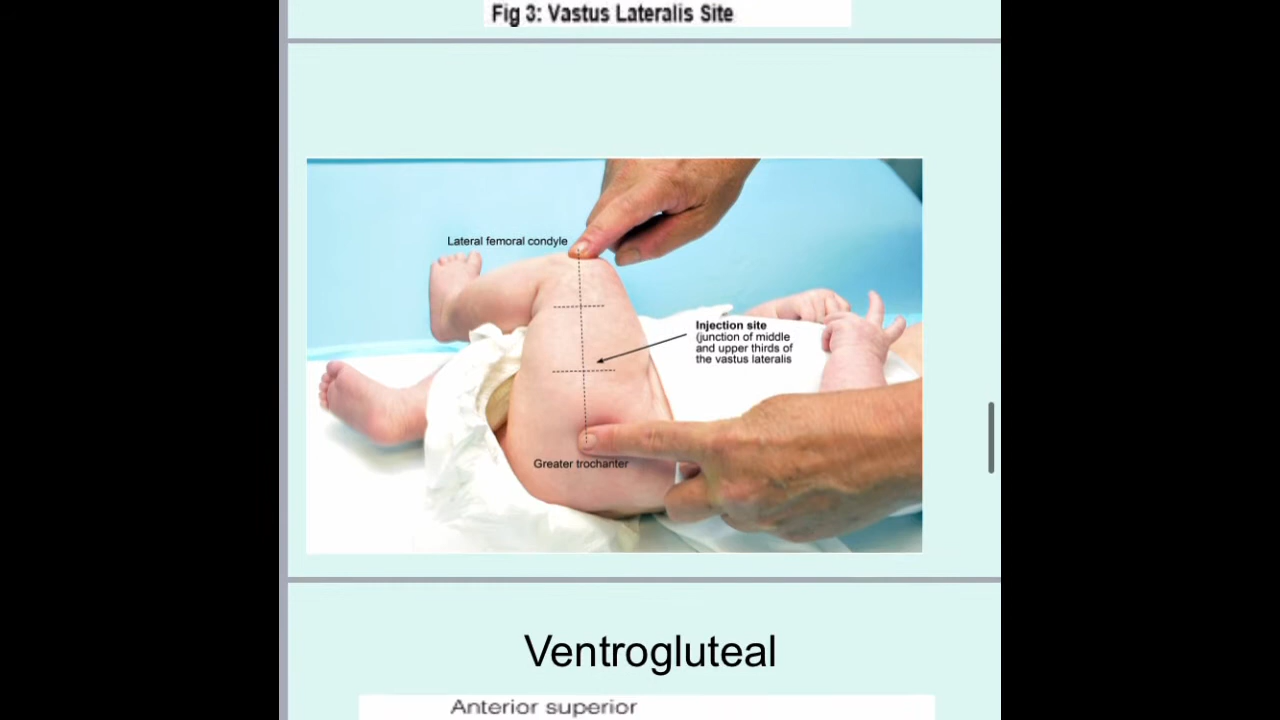 Fig 3: Vastus Lateralis Site
Lateral femoral condyle
Injection site
(junction of middle
and upper thirds of
the vastus lateralis
Greater trochanter
Ventrogluteal
Anterior superior